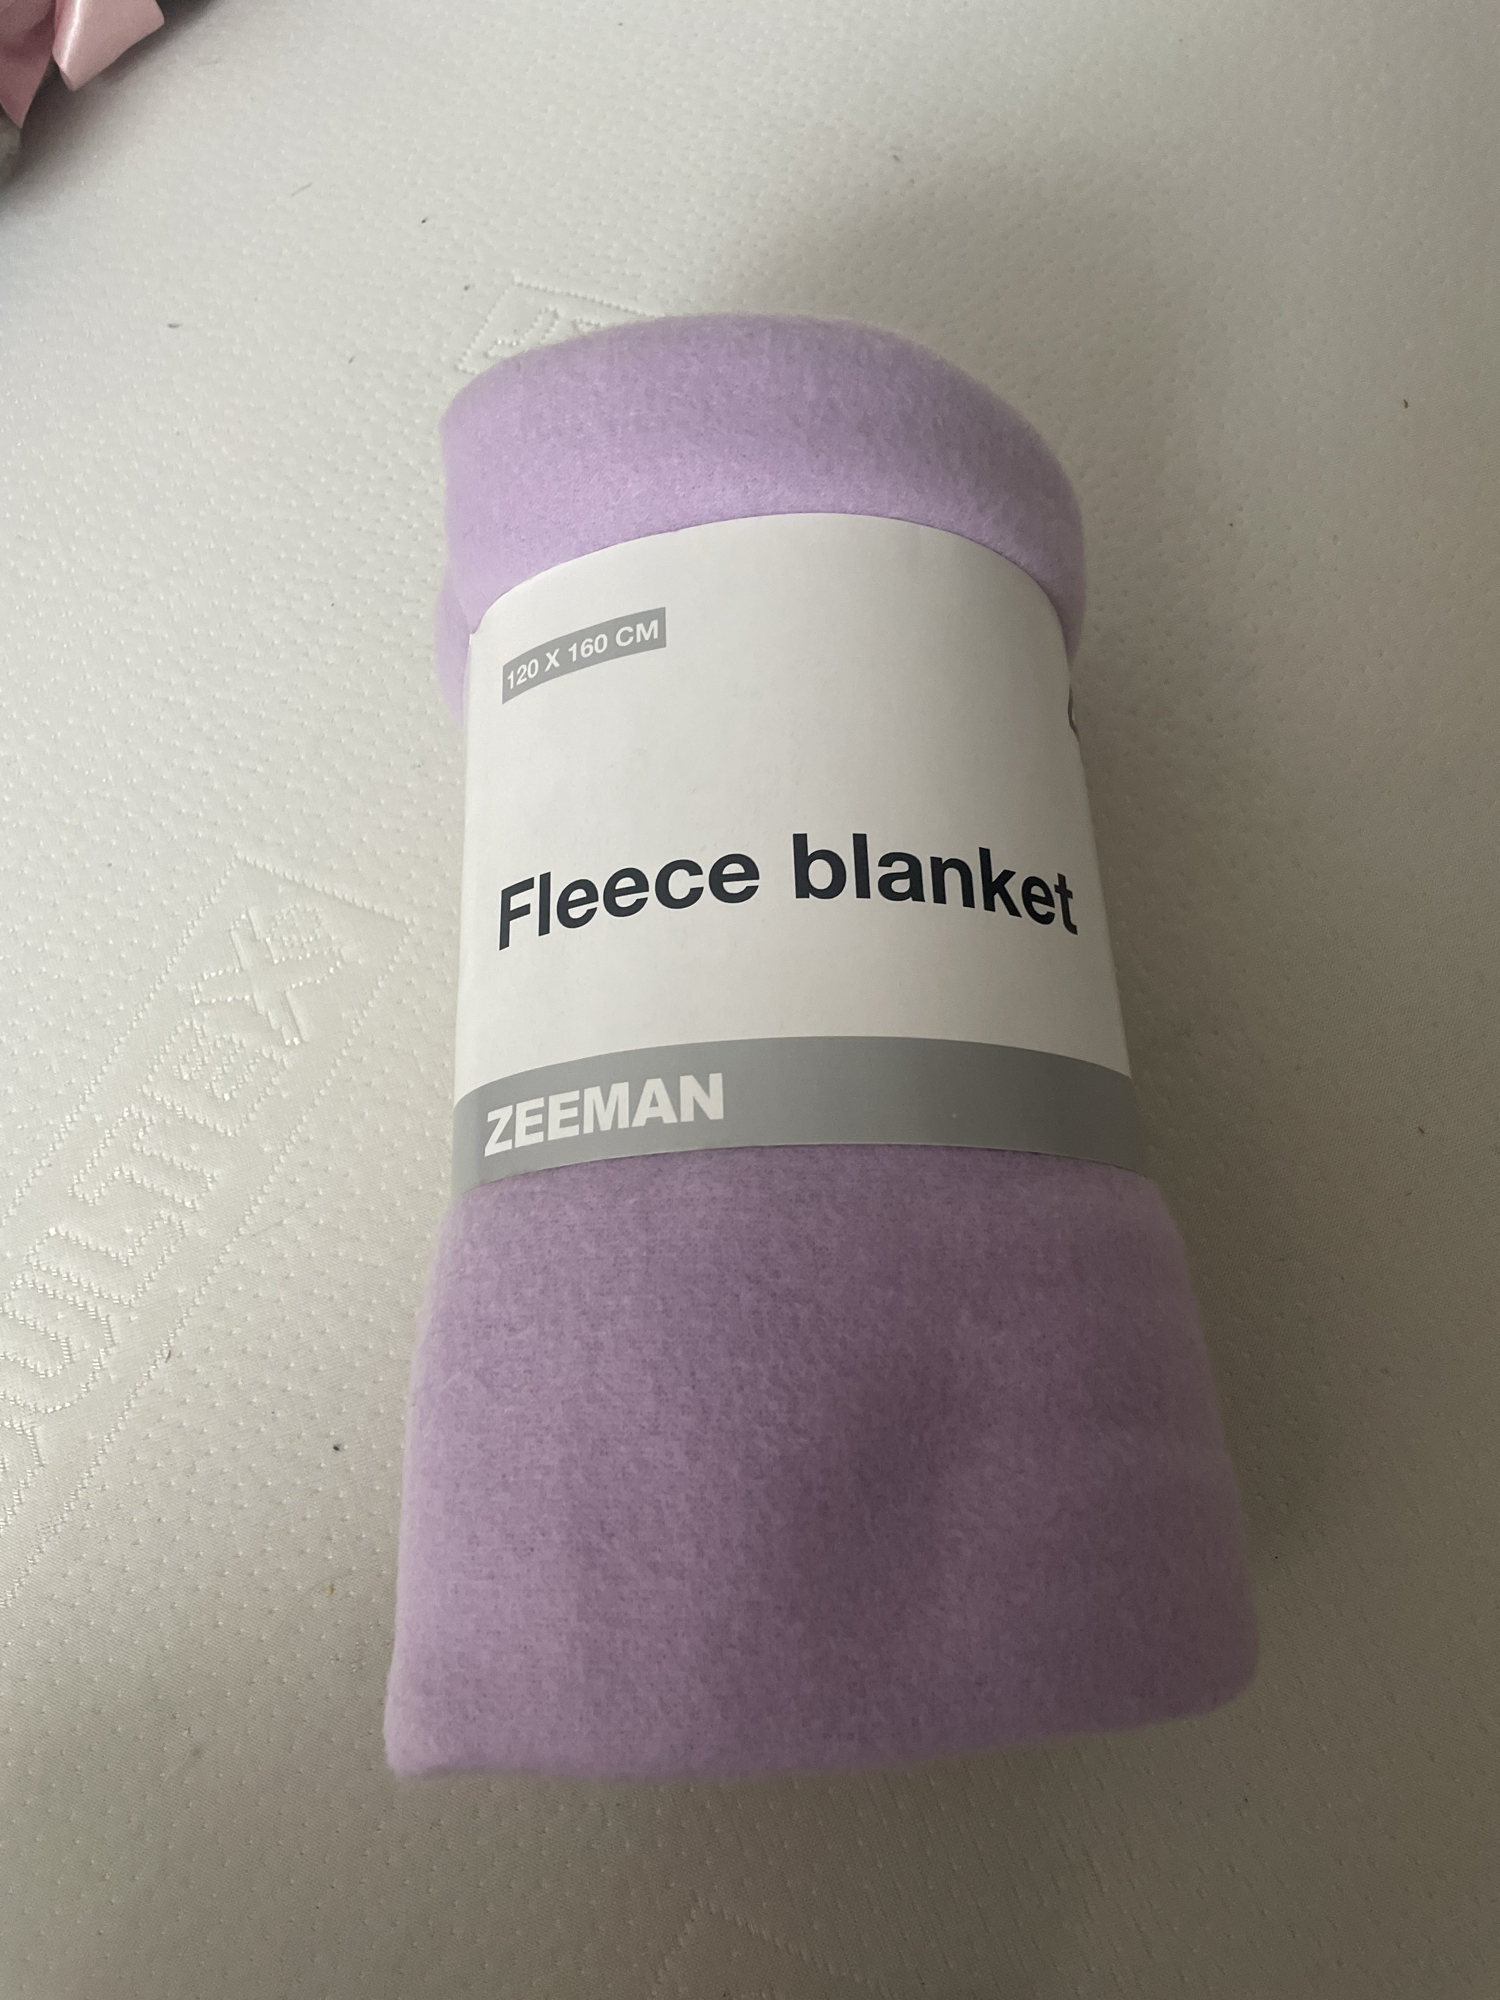 120 X 160 CM
Fleece blanket
ZEEMAN